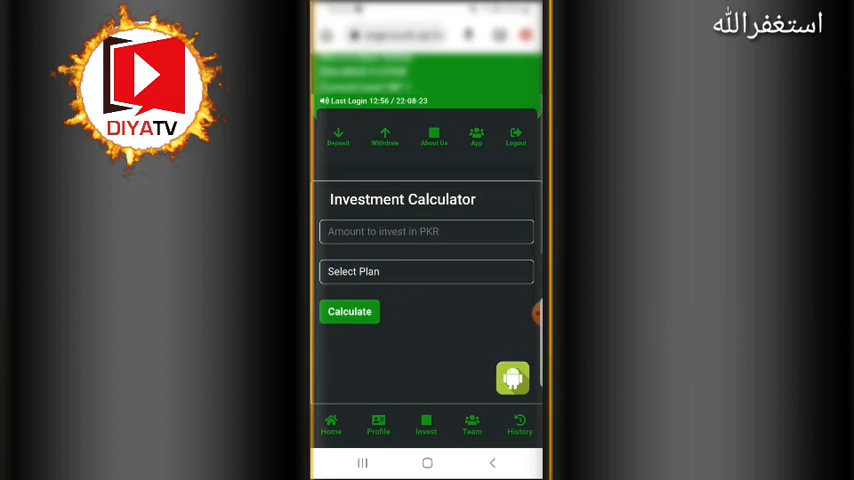 استغفرالله
DIYATV
Last Login 12:56 / 22-08-23
Deposit
Withdraw
About Us
App
Logout
Investment Calculator
Amount to invest in PKR
Select Plan
Calculate
Home
Profile
Invest
Team
History